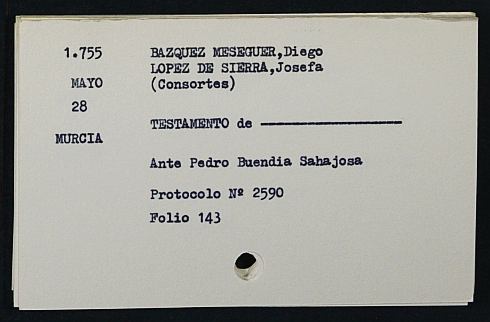 1.755 BAZQUEZ MESEGUER,Diego
LOPEZ DE SIERRA,Josefa
MAYO (Consortes)
28
TESTAMENTO de
MURCIA
Ante Pedro Buendia Sahajosa
Protocolo Nº 2590
Folio 143